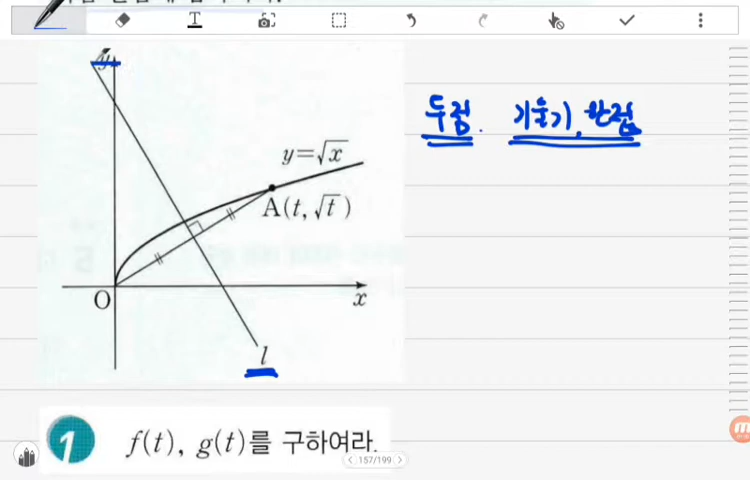 T
y
두점. 기울기, 한점
y=√x
A(t, √t)
O
x
l
1 f(t), g(t)를 구하여라.
157/199